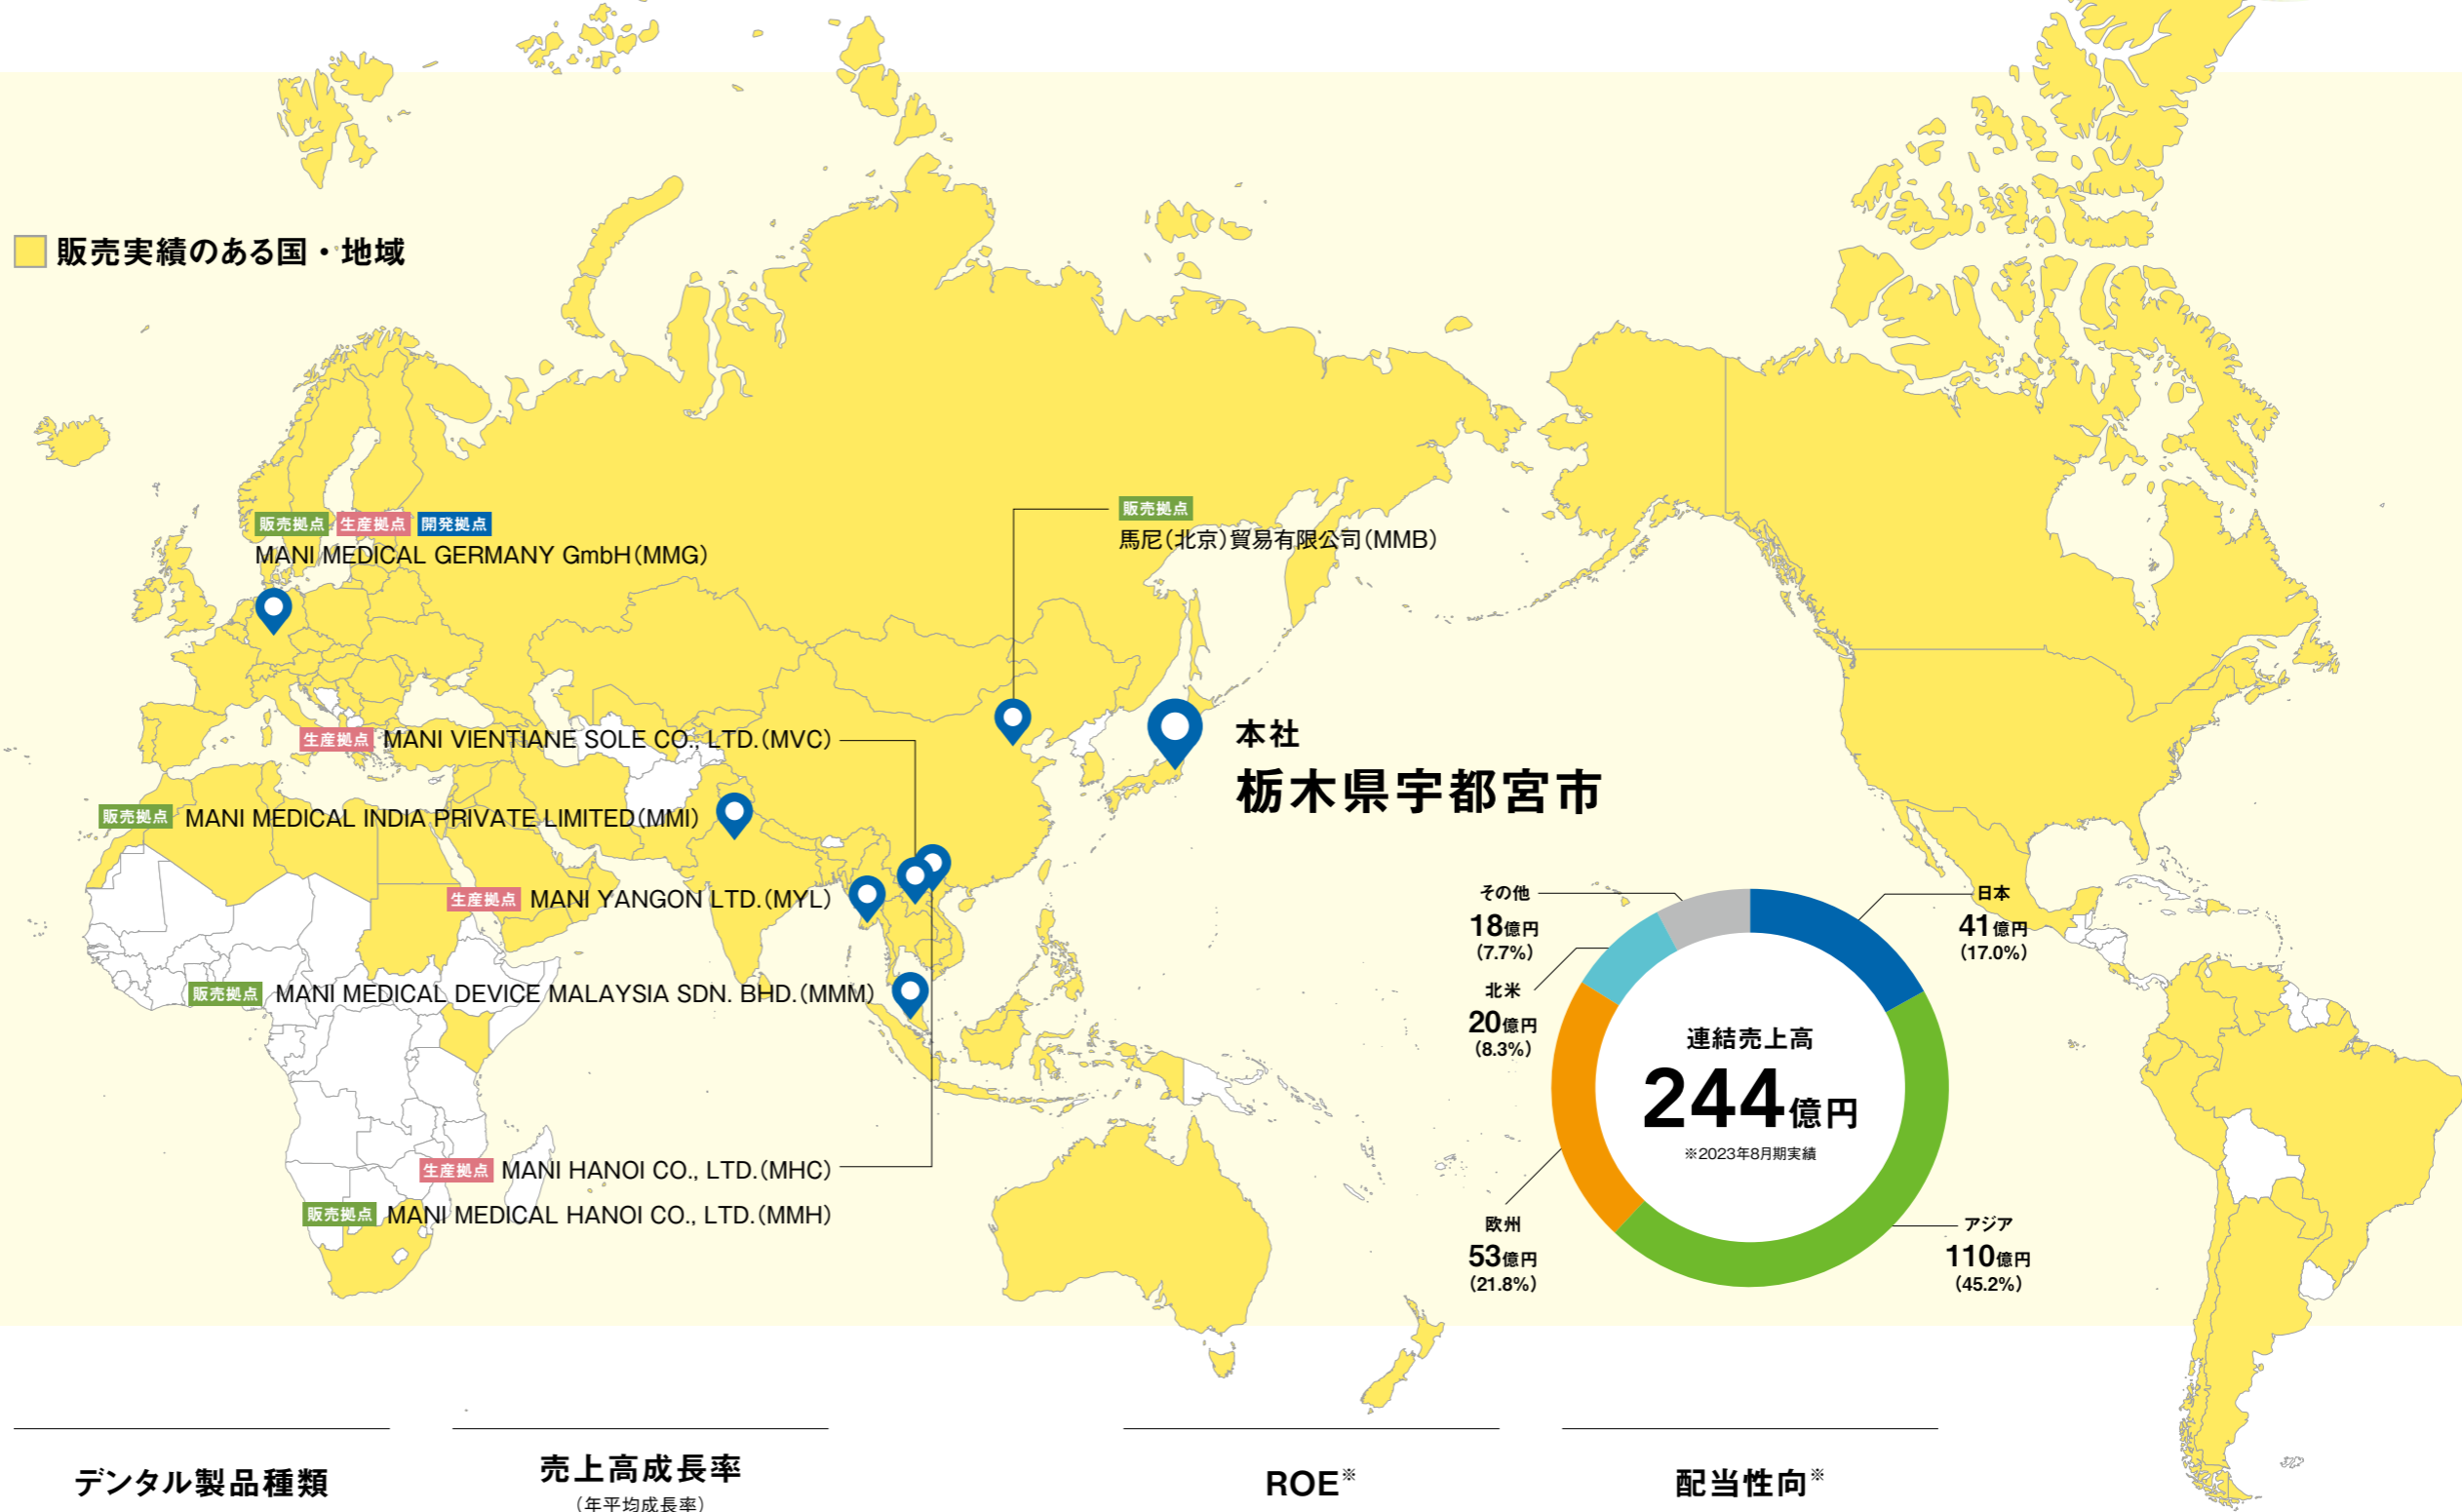 販売実績のある国・地域
販売拠点 生産拠点 開発拠点
MANI MEDICAL GERMANY GmbH(MMG)
販売拠点
馬尼(北京)貿易有限公司(MMB)
生産拠点 MANI VIENTIANE SOLE CO., LTD.(MVC)
本社
栃木県宇都宮市
販売拠点 MANI MEDICAL INDIA PRIVATE LIMITED(MMI)
生産拠点 MANI YANGON LTD.(MYL)
販売拠点 MANI MEDICAL DEVICE MALAYSIA SDN. BHD.(MMM)
生産拠点 MANI HANOI CO., LTD.(MHC)
販売拠点 MANI MEDICAL HANOI CO., LTD.(MMH)
連結売上高
244億円
※2023年8月期実績
日本
41億円
(17.0%)
アジア
110億円
(45.2%)
欧州
53億円
(21.8%)
北米
20億円
(8.3%)
その他
18億円
(7.7%)
デンタル製品種類
売上高成長率
(年平均成長率)
ROE※
配当性向※